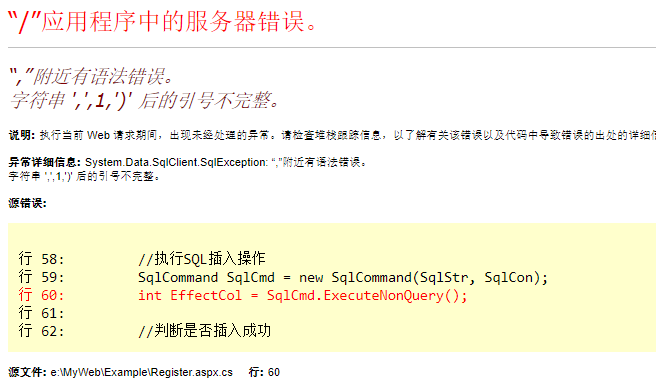 “/”应用程序中的服务器错误。
“,”附近有语法错误。
字符串 ',',1,')' 后的引号不完整。
说明: 执行当前 Web 请求期间，出现未经处理的异常。请检查堆栈跟踪信息，以了解有关该错误以及代码中导致错误的出处的详细信
异常详细信息: System.Data.SqlClient.SqlException: “,”附近有语法错误。
字符串 ',',1,')' 后的引号不完整。
源错误:
行 58: //执行SQL插入操作
行 59: SqlCommand SqlCmd = new SqlCommand(SqlStr, SqlCon);
行 60: int EffectCol = SqlCmd.ExecuteNonQuery();
行 61:
行 62: //判断是否插入成功
源文件: e:\MyWeb\Example\Register.aspx.cs 行: 60